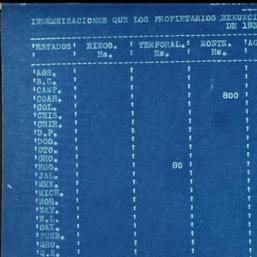 INDEMNIZACIONES QUE LOS PROPIETARIOS RENUNCI
DE 193
ESTADOS RIEGO. TEMPORAL. MONTE. AG
Hs. Hs. Hs.
AGS.
B.C.
CAMP.
COAH. 800
COL.
CHIS.
CHIH.
D.F.
DGO.
GTO.
GRO.
HGO. 80
JAL.
MEX.
MICH.
MOR.
NAY.
N.L.
OAX.
PUEB.
QRO.
Q.R.